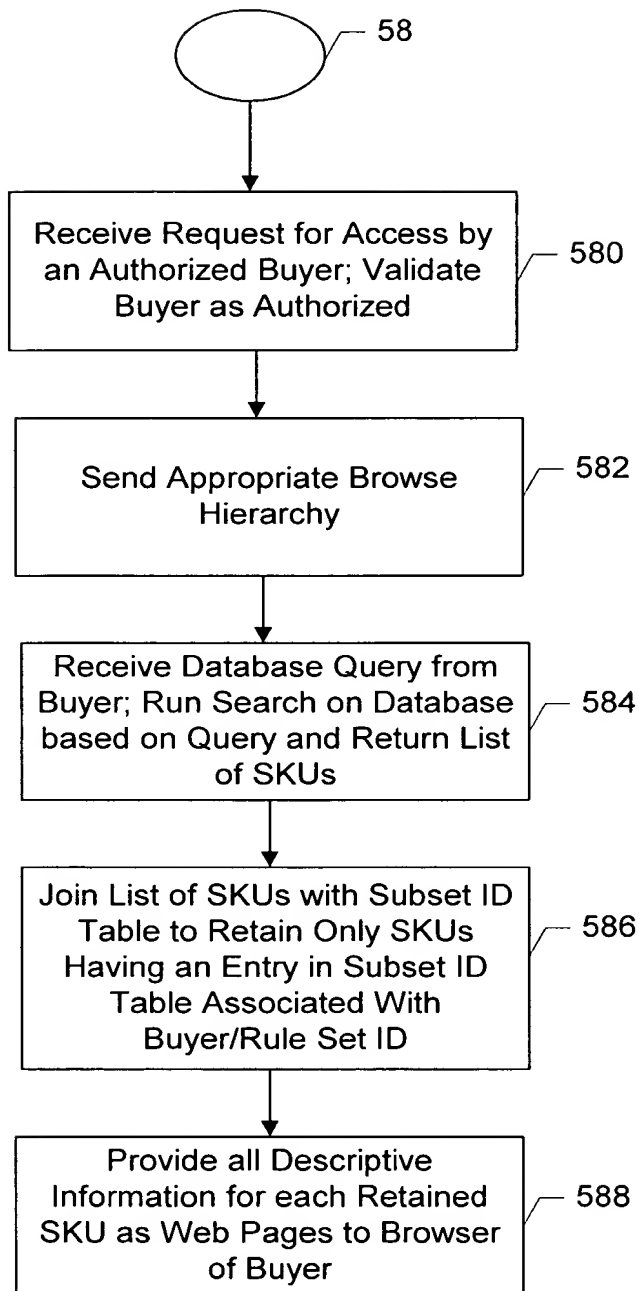 58
Receive Request for Access by
an Authorized Buyer; Validate
Buyer as Authorized
580
Send Appropriate Browse
Hierarchy
582
Receive Database Query from
Buyer; Run Search on Database
based on Query and Return List
of SKUs
584
Join List of SKUs with Subset ID
Table to Retain Only SKUs
Having an Entry in Subset ID
Table Associated With
Buyer/Rule Set ID
586
Provide all Descriptive
Information for each Retained
SKU as Web Pages to Browser
of Buyer
588